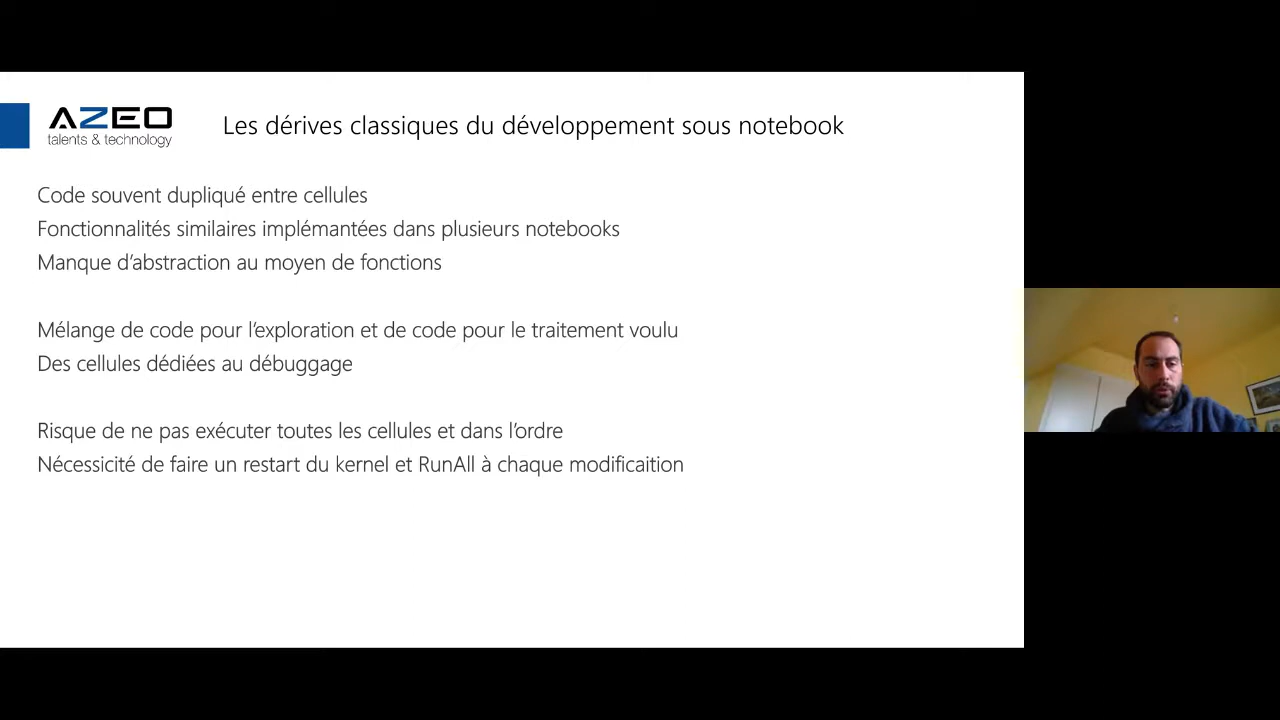 AZEO
talents & technology
Les dérives classiques du développement sous notebook
Code souvent dupliqué entre cellules
Fonctionnalités similaires implémantées dans plusieurs notebooks
Manque d’abstraction au moyen de fonctions
Mélange de code pour l’exploration et de code pour le traitement voulu
Des cellules dédiées au débuggage
Risque de ne pas exécuter toutes les cellules et dans l’ordre
Nécessicité de faire un restart du kernel et RunAll à chaque modificaition